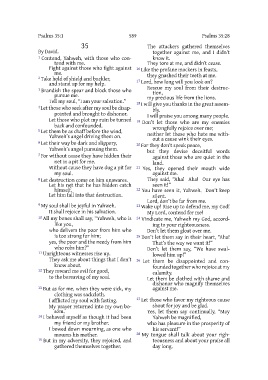 Psalms 35:1
589
Psalms 35:28
35
By David.
1 Contend, Yahweh, with those who con-
tend with me.
Fight against those who fight against
me.
2 Take hold of shield and buckler,
and stand up for my help.
3 Brandish the spear and block those who
pursue me.
Tell my soul, “I am your salvation.”
4 Let those who seek after my soul be disap-
pointed and brought to dishonor.
Let those who plot my ruin be turned
back and confounded.
5 Let them be as chaff before the wind,
Yahweh’s angel driving them on.
6 Let their way be dark and slippery,
Yahweh’s angel pursuing them.
7 For without cause they have hidden their
net in a pit for me.
Without cause they have dug a pit for
my soul.
8 Let destruction come on him unawares.
Let his net that he has hidden catch
himself.
Let him fall into that destruction.
9 My soul shall be joyful in Yahweh.
It shall rejoice in his salvation.
10 All my bones shall say, “Yahweh, who is
like you,
who delivers the poor from him who
is too strong for him;
yes, the poor and the needy from him
who robs him?”
11 Unrighteous witnesses rise up.
They ask me about things that I don’t
know about.
12 They reward me evil for good,
to the bereaving of my soul.
13 But as for me, when they were sick, my
clothing was sackcloth.
I afflicted my soul with fasting.
My prayer returned into my own bo-
som.
14 I behaved myself as though it had been
my friend or my brother.
I bowed down mourning, as one who
mourns his mother.
15 But in my adversity, they rejoiced, and
gathered themselves together.
The attackers gathered themselves
together against me, and I didn’t
know it.
They tore at me, and didn’t cease.
16 Like the profane mockers in feasts,
they gnashed their teeth at me.
17 Lord, how long will you look on?
Rescue my soul from their destruc-
tion,
my precious life from the lions.
18 I will give you thanks in the great assem-
bly.
I will praise you among many people.
19 Don’t let those who are my enemies
wrongfully rejoice over me;
neither let those who hate me with-
out a cause wink their eyes.
20 For they don’t speak peace,
but they devise deceitful words
against those who are quiet in the
land.
21 Yes, they opened their mouth wide
against me.
They said, “Aha! Aha! Our eye has
seen it!”
22 You have seen it, Yahweh. Don’t keep
silent.
Lord, don’t be far from me.
23 Wake up! Rise up to defend me, my God!
My Lord, contend for me!
24 Vindicate me, Yahweh my God, accord-
ing to your righteousness.
Don’t let them gloat over me.
25 Don’t let them say in their heart, “Aha!
That’s the way we want it!”
Don’t let them say, “We have swal-
lowed him up!”
26 Let them be disappointed and con-
founded together who rejoice at my
calamity.
Let them be clothed with shame and
dishonor who magnify themselves
against me.
27 Let those who favor my righteous cause
shout for joy and be glad.
Yes, let them say continually, “May
Yahweh be magnified,
who has pleasure in the prosperity of
his servant!”
28 My tongue shall talk about your righ-
teousness and about your praise all
day long.